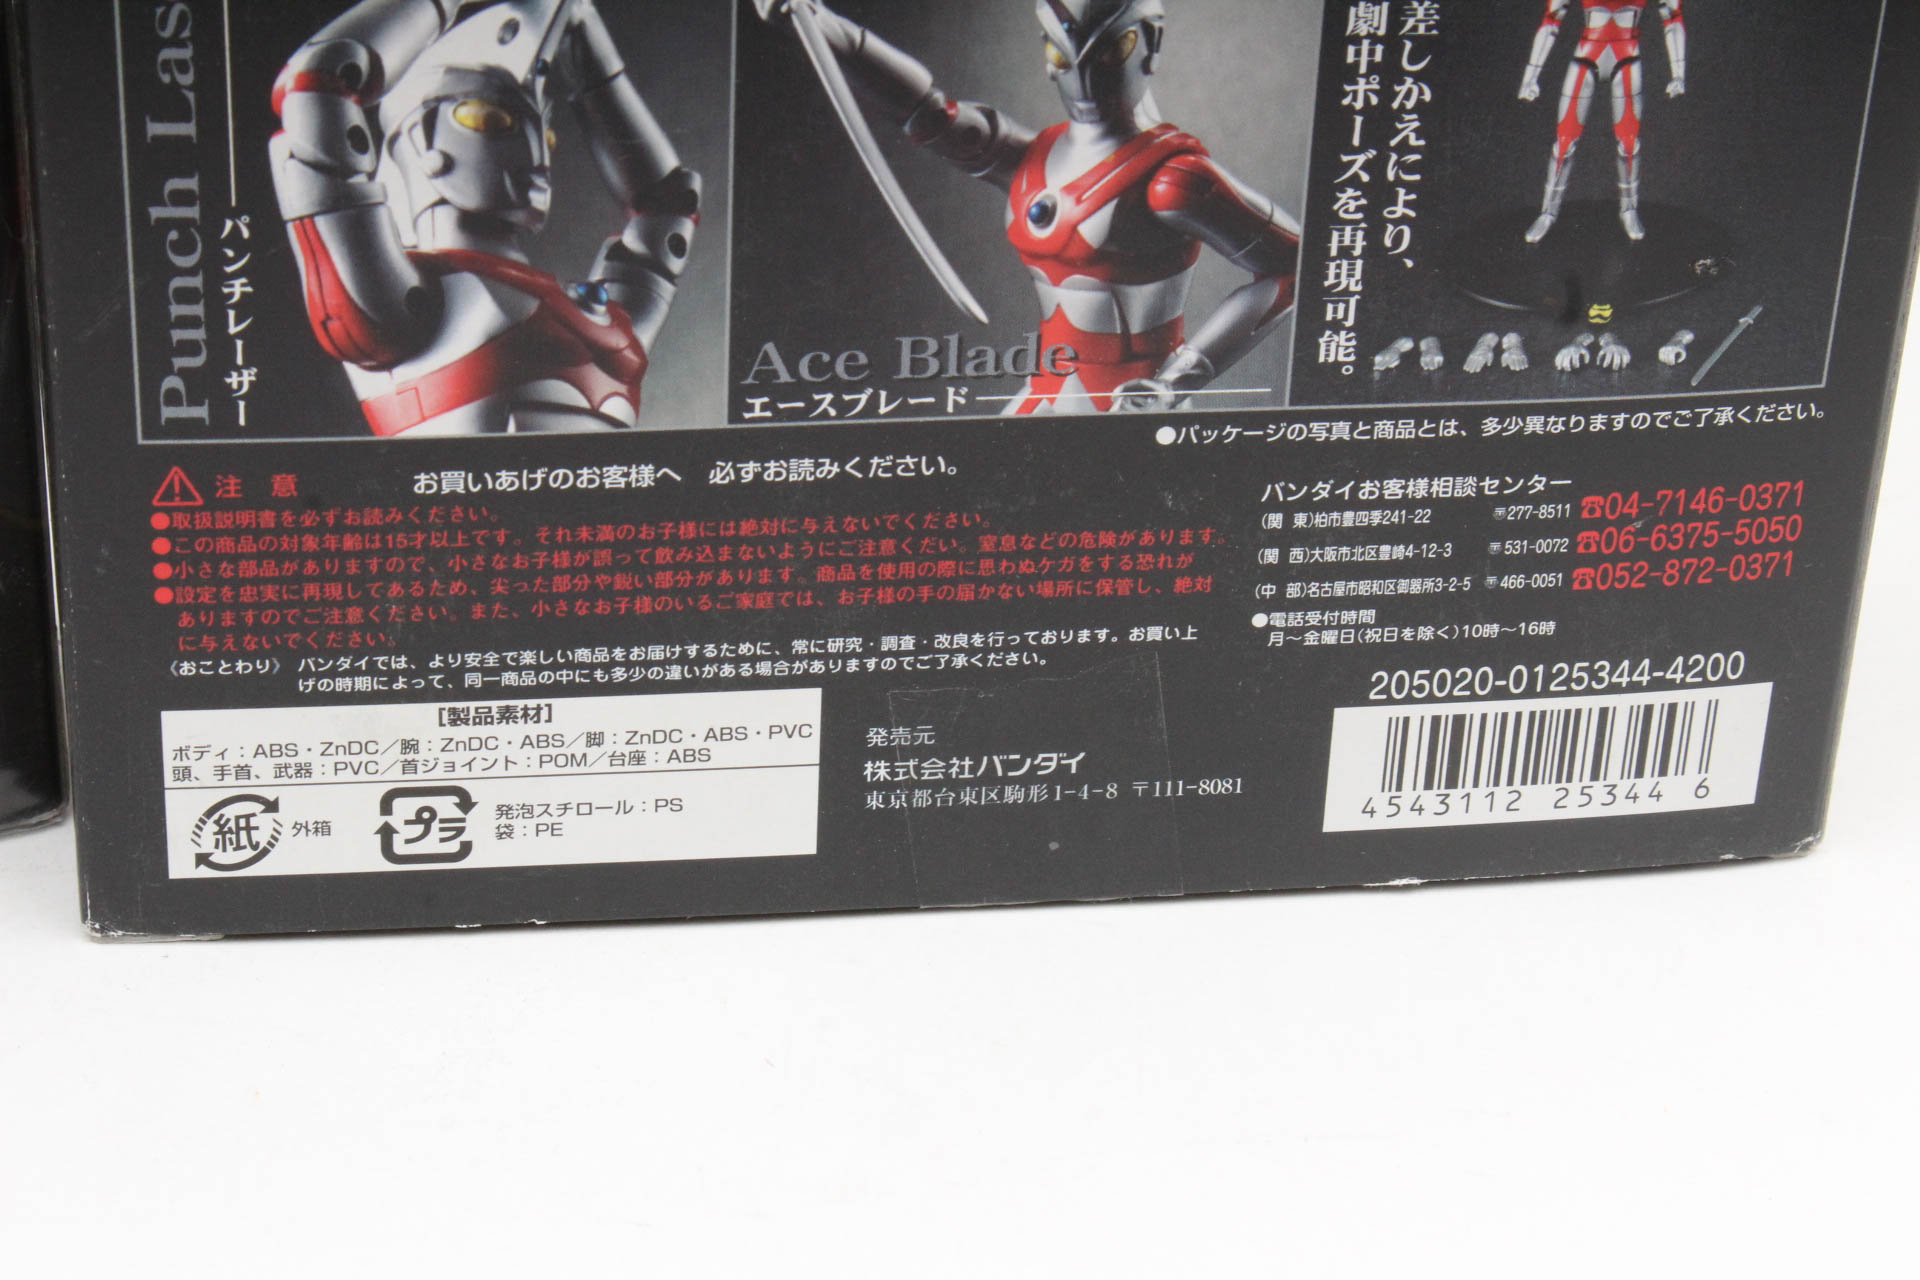 Punch Las
パンチレーザー
Ace Blade
エースブレード
差しかえにより、
劇中ポーズを再現可能。
●パッケージの写真と商品とは、多少異なりますのでご了承ください。
注 意
お買いあげのお客様へ 必ずお読みください。
●取扱説明書を必ずお読みください。
●この商品の対象年齢は15才以上です。それ未満のお子様には絶対に与えないでください。
●小さな部品がありますので、小さなお子様が誤って飲み込まないようにご注意くだい。窒息などの危険があります。
●設定を忠実に再現してあるため、尖った部分や鋭い部分があります。商品を使用の際に思わぬケガをする恐れが
ありますのでご注意ください。また、小さなお子様のいるご家庭では、お子様の手の届かない場所に保管し、絶対
に与えないでください。
《おことわり》 バンダイでは、より安全で楽しい商品をお届けするために、常に研究・調査・改良を行っております。お買い上
げの時期によって、同一商品の中にも多少の違いがある場合がありますのでご了承ください。
バンダイお客様相談センター
(関 東)柏市豊四季241-22 〒277-8511 ☎04-7146-0371
(関 西)大阪市北区豊崎4-12-3 〒531-0072 ☎06-6375-5050
(中 部)名古屋市昭和区御器所3-2-5 〒466-0051 ☎052-872-0371
●電話受付時間
月〜金曜日(祝日を除く)10時〜16時
205020-0125344-4200
4543112 25344 6
[製品素材]
ボディ:ABS・ZnDC/腕:ZnDC・ABS/脚:ZnDC・ABS・PVC
頭、手首、武器:PVC/首ジョイント:POM/台座:ABS
紙 外箱
プラ 発泡スチロール:PS
袋:PE
発売元
株式会社バンダイ
東京都台東区駒形1-4-8 〒111-8081